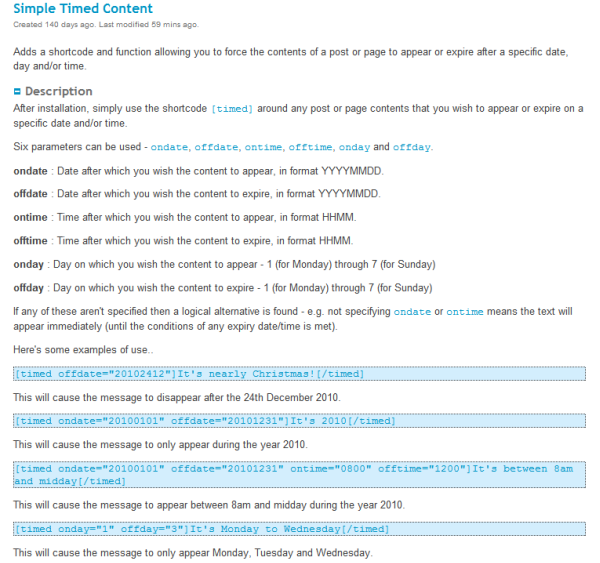 Simple Timed Content
Created 140 days ago. Last modified 59 mins ago.
Adds a shortcode and function allowing you to force the contents of a post or page to appear or expire after a specific date,
day and/or time.
Description
After installation, simply use the shortcode [timed] around any post or page contents that you wish to appear or expire on a
specific date and/or time.
Six parameters can be used - ondate, offdate, ontime, offtime, onday and offday.
ondate : Date after which you wish the content to appear, in format YYYYMMDD.
offdate : Date after which you wish the content to expire, in format YYYYMMDD.
ontime : Time after which you wish the content to appear, in format HHMM.
offtime : Time after which you wish the content to expire, in format HHMM.
onday : Day on which you wish the content to appear - 1 (for Monday) through 7 (for Sunday)
offday : Day on which you wish the content to expire - 1 (for Monday) through 7 (for Sunday)
If any of these aren't specified then a logical alternative is found - e.g. not specifying ondate or ontime means the text will
appear immediately (until the conditions of any expiry date/time is met).
Here's some examples of use..
[timed offdate="20102412"]It's nearly Christmas![/timed]
This will cause the message to disappear after the 24th December 2010.
[timed ondate="20100101" offdate="20101231"]It's 2010[/timed]
This will cause the message to only appear during the year 2010.
[timed ondate="20100101" offdate="20101231" ontime="0800" offtime="1200"]It's between 8am
and midday[/timed]
This will cause the message to appear between 8am and midday during the year 2010.
[timed onday="1" offday="3"]It's Monday to Wednesday[/timed]
This will cause the message to only appear Monday, Tuesday and Wednesday.